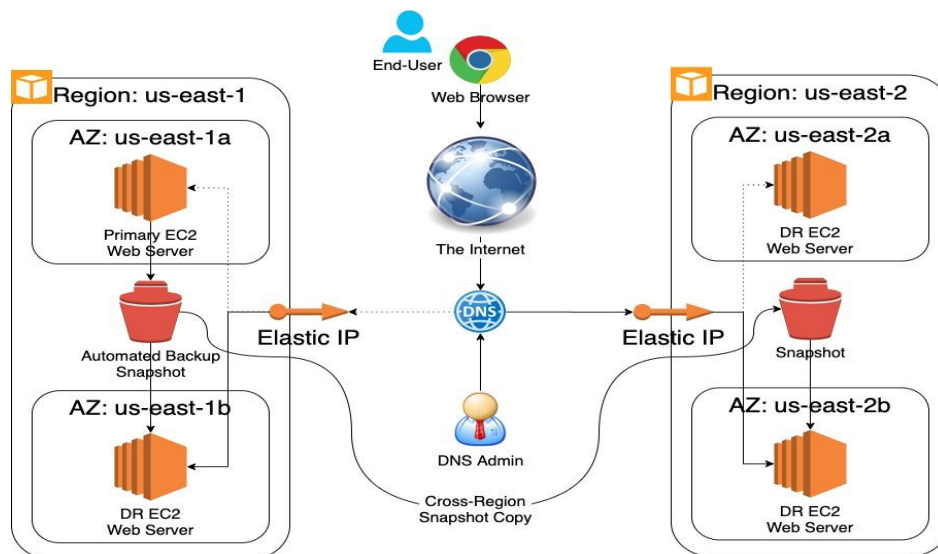 End-User
Web Browser
Region: us-east-1
AZ: us-east-1a
Primary EC2
Web Server
Automated Backup
Snapshot
AZ: us-east-1b
DR EC2
Web Server
Elastic IP
The Internet
DNS
DNS Admin
Cross-Region
Snapshot Copy
Elastic IP
Region: us-east-2
AZ: us-east-2a
DR EC2
Web Server
Snapshot
AZ: us-east-2b
DR EC2
Web Server